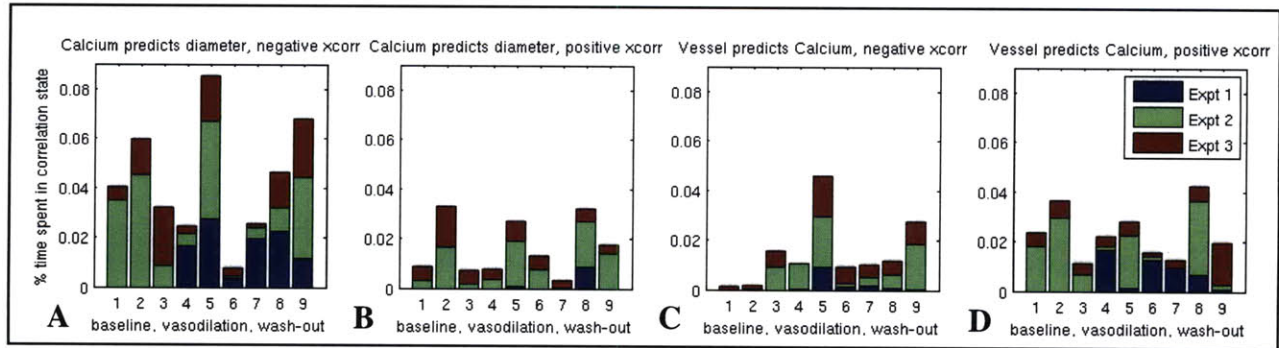 Calcium predicts diameter, negative xcorr
Calcium predicts diameter, positive xcorr
Vessel predicts Calcium, negative xcorr
Vessel predicts Calcium, positive xcorr
% time spent in correlation state
0.08
0.06
0.04
0.02
0
1 2 3 4 5 6 7 8 9
baseline, vasodilation, wash-out
A
0.08
0.06
0.04
0.02
0
1 2 3 4 5 6 7 8 9
baseline, vasodilation, wash-out
B
0.08
0.06
0.04
0.02
0
1 2 3 4 5 6 7 8 9
baseline, vasodilation, wash-out
C
0.08
0.06
0.04
0.02
0
1 2 3 4 5 6 7 8 9
baseline, vasodilation, wash-out
D
Expt 1
Expt 2
Expt 3